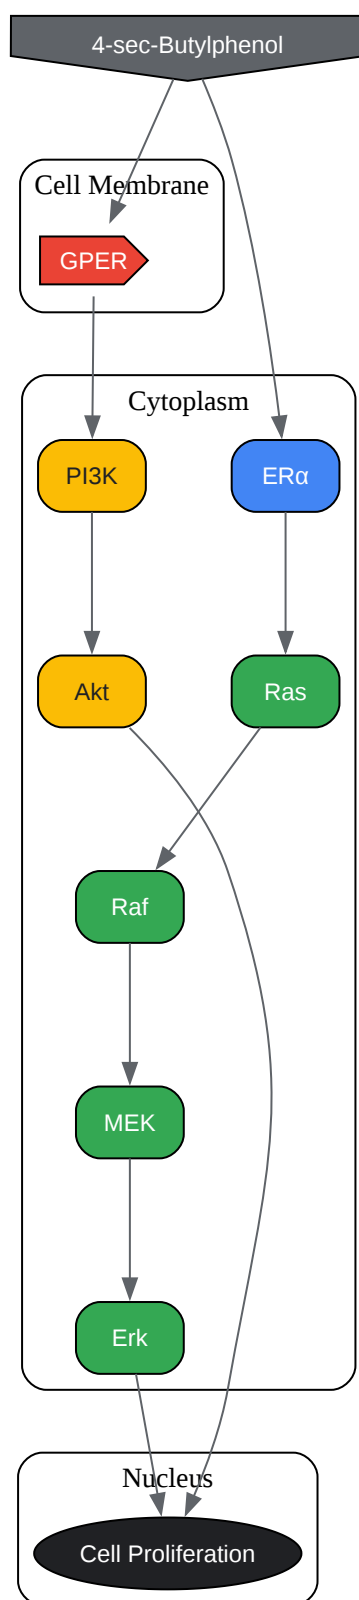 4-sec-Butylphenol
Cell Membrane
GPER
Cytoplasm
PI3K
ERα
Akt
Ras
Raf
MEK
Erk
Nucleus
Cell Proliferation